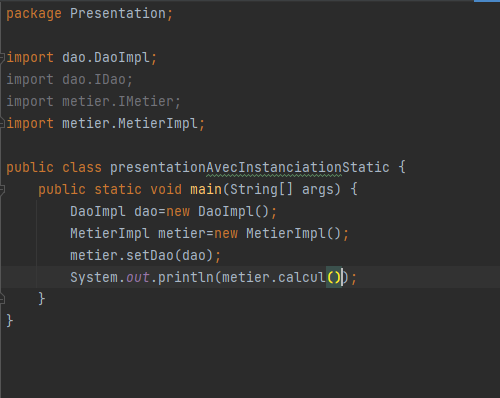 package Presentation;
import dao.DaoImpl;
import dao.IDao;
import metier.IMetier;
import metier.MetierImpl;
public class presentationAvecInstanciationStatic {
public static void main(String[] args) {
DaoImpl dao=new DaoImpl();
MetierImpl metier=new MetierImpl();
metier.setDao(dao);
System.out.println(metier.calcul());
}
}